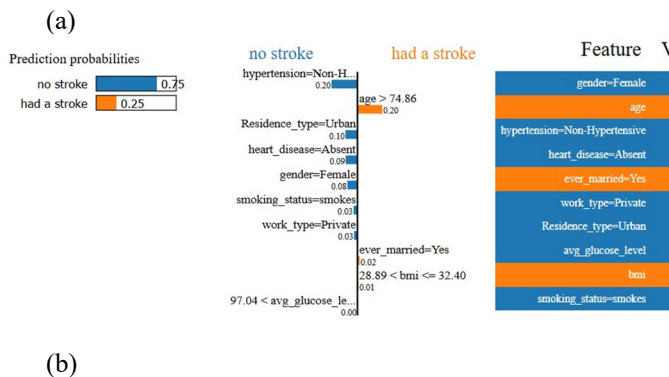 (a)
Prediction probabilities
no stroke 0.75
had a stroke 0.25
no stroke had a stroke
hypertension=Non-H...
0.20
age > 74.86
0.20
Residence_type=Urban
0.10
heart_disease=Absent
0.09
gender=Female
0.08
smoking_status=smokes
0.03
work_type=Private
0.03
ever_married=Yes
0.02
28.89 < bmi <= 32.40
0.01
97.04 < avg_glucose_le...
0.00
Feature V
gender=Female
age
hypertension=Non-Hypertensive
heart_disease=Absent
ever_married=Yes
work_type=Private
Residence_type=Urban
avg_glucose_level
bmi
smoking_status=smokes
(b)